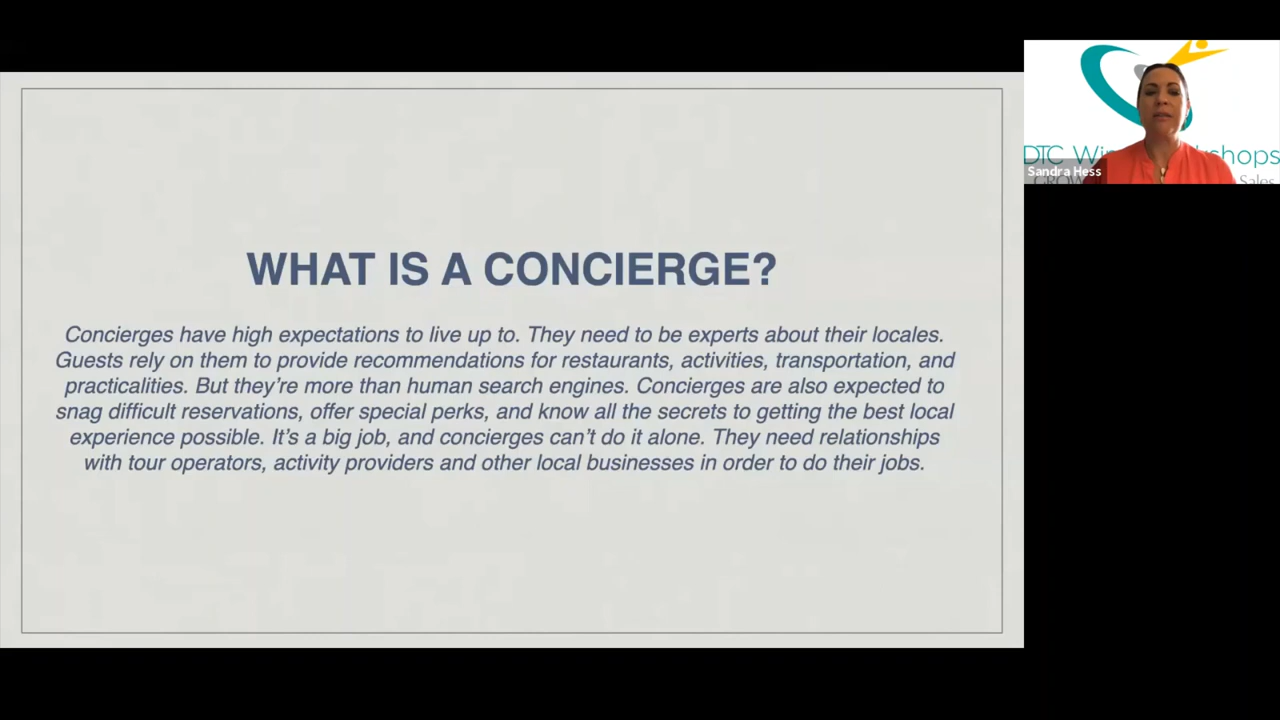 WHAT IS A CONCIERGE?
Concierges have high expectations to live up to. They need to be experts about their locales.
Guests rely on them to provide recommendations for restaurants, activities, transportation, and
practicalities. But they’re more than human search engines. Concierges are also expected to
snag difficult reservations, offer special perks, and know all the secrets to getting the best local
experience possible. It’s a big job, and concierges can’t do it alone. They need relationships
with tour operators, activity providers and other local businesses in order to do their jobs.
DTC
Sandra Hess
Sales